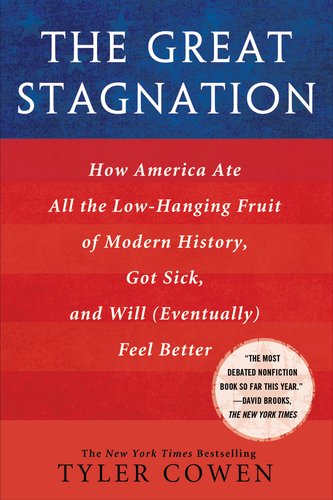 THE GREAT
STAGNATION
How America Ate
All the Low-Hanging Fruit
of Modern History,
Got Sick,
and Will (Eventually)
Feel Better
“THE MOST
DEBATED NONFICTION
BOOK SO FAR THIS YEAR.”
—DAVID BROOKS,
THE NEW YORK TIMES
The New York Times Bestselling
TYLER COWEN